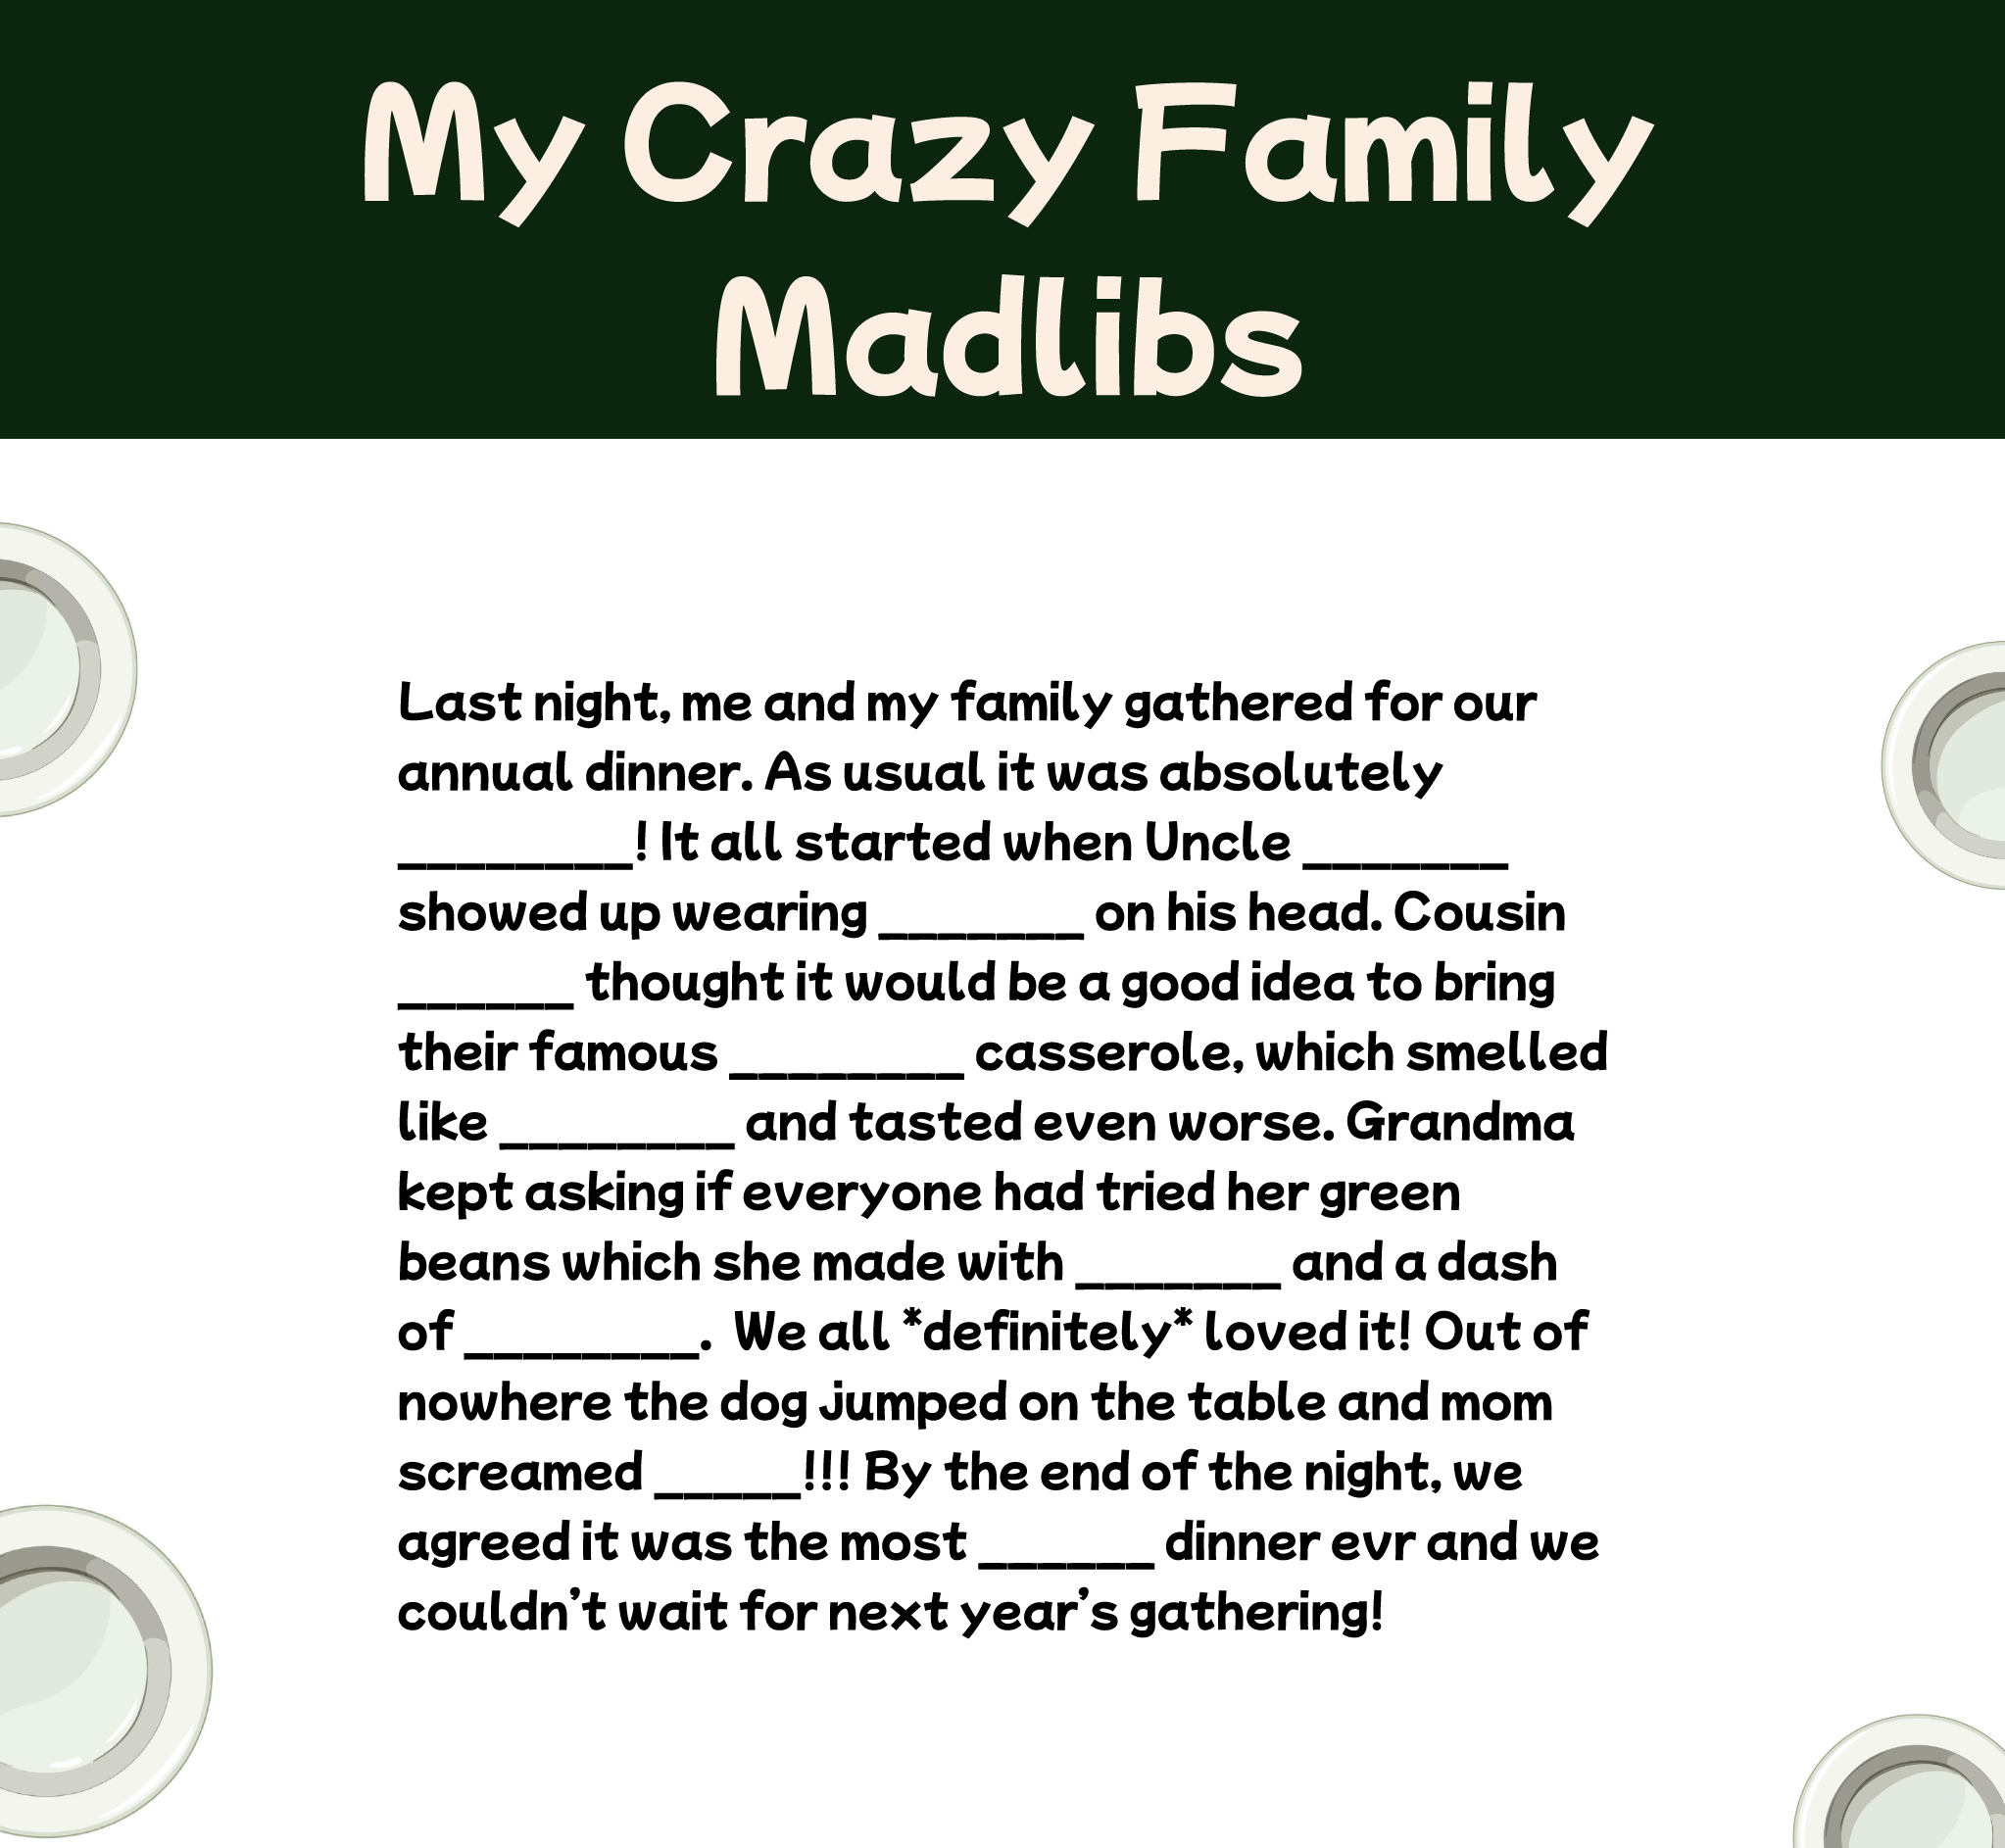 My Crazy Family
Madlibs
Last night, me and my family gathered for our
annual dinner. As usual it was absolutely
________! It all started when Uncle _______
showed up wearing _______ on his head. Cousin
______ thought it would be a good idea to bring
their famous ________ casserole, which smelled
like ________ and tasted even worse. Grandma
kept asking if everyone had tried her green
beans which she made with _______ and a dash
of ________.  We all *definitely* loved it! Out of
nowhere the dog jumped on the table and mom
screamed _____!!! By the end of the night, we
agreed it was the most ______ dinner evr and we
couldn’t wait for next year’s gathering!